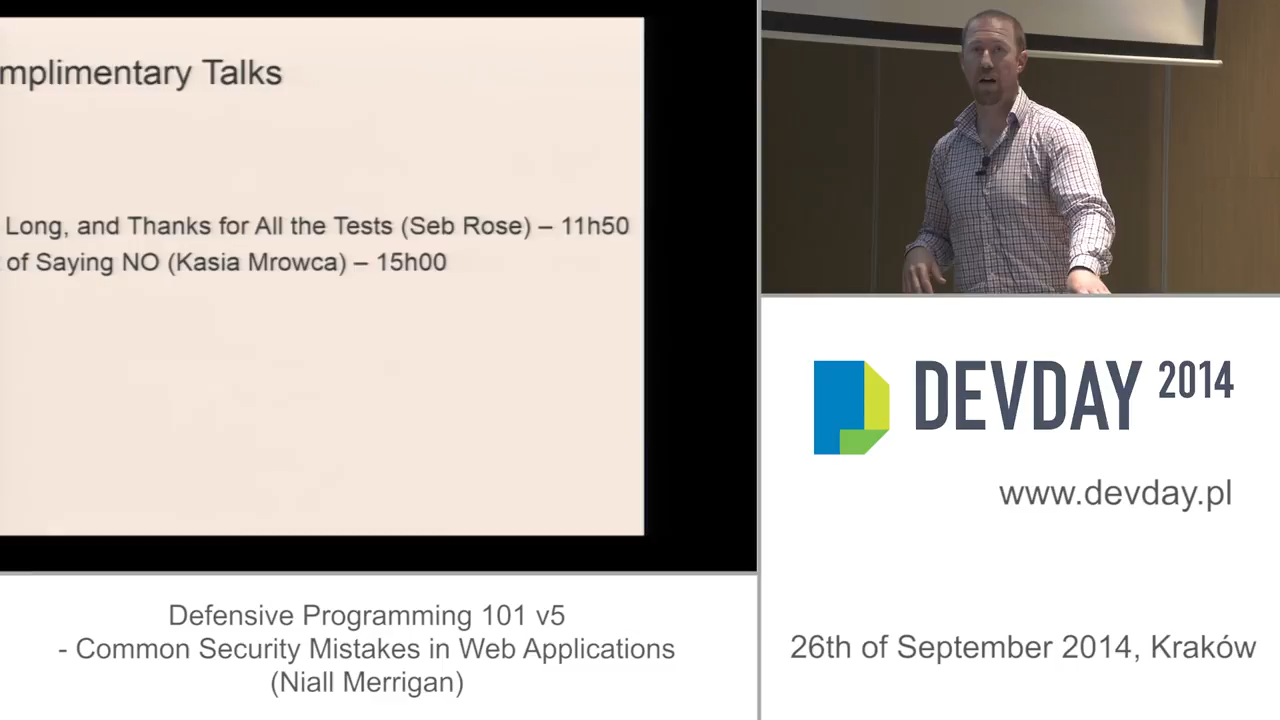 mplimentary Talks
Long, and Thanks for All the Tests (Seb Rose) – 11h50
of Saying NO (Kasia Mrowca) – 15h00
DEVDAY 2014
www.devday.pl
Defensive Programming 101 v5
- Common Security Mistakes in Web Applications
(Niall Merrigan)
26th of September 2014, Kraków